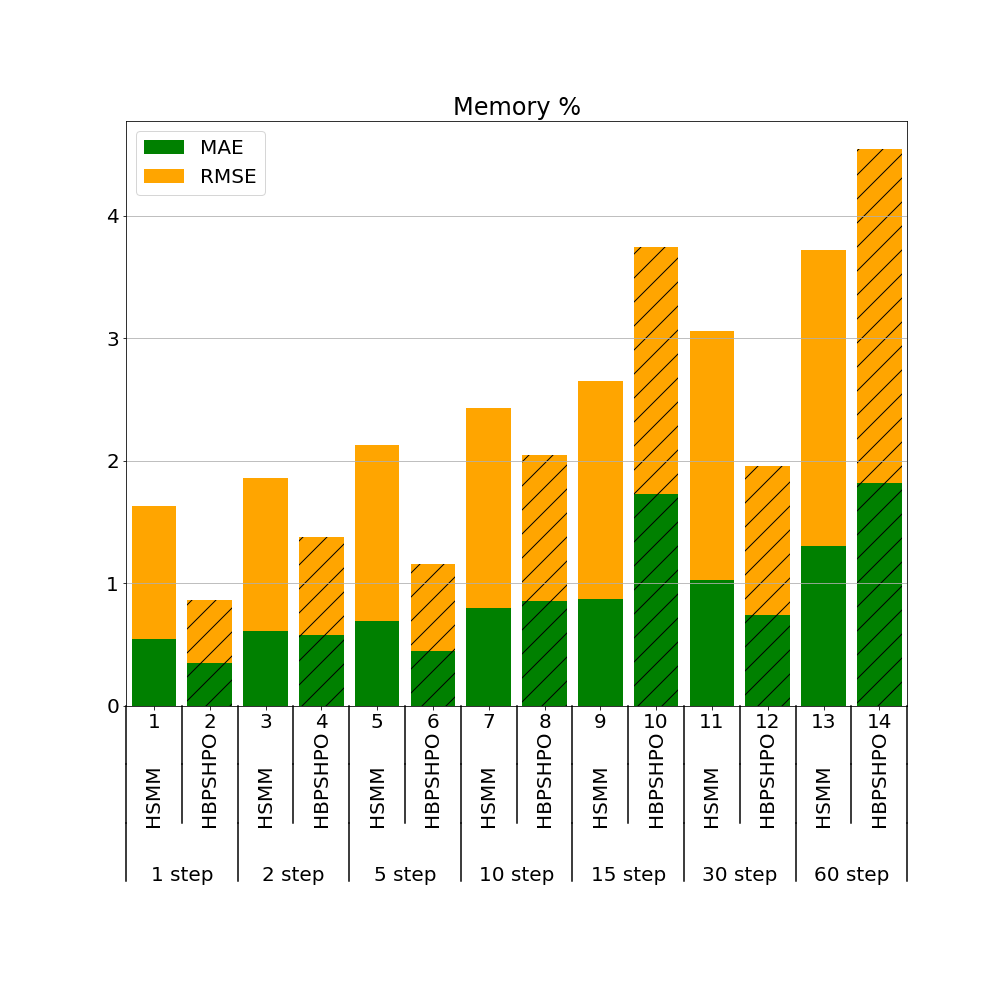 Memory %
MAE
RMSE
4
3
2
1
0
1 2 3 4 5 6 7 8 9 10 11 12 13 14
HSMM HBPSHPO HSMM HBPSHPO HSMM HBPSHPO HSMM HBPSHPO HSMM HBPSHPO HSMM HBPSHPO HSMM HBPSHPO
1 step 2 step 5 step 10 step 15 step 30 step 60 step